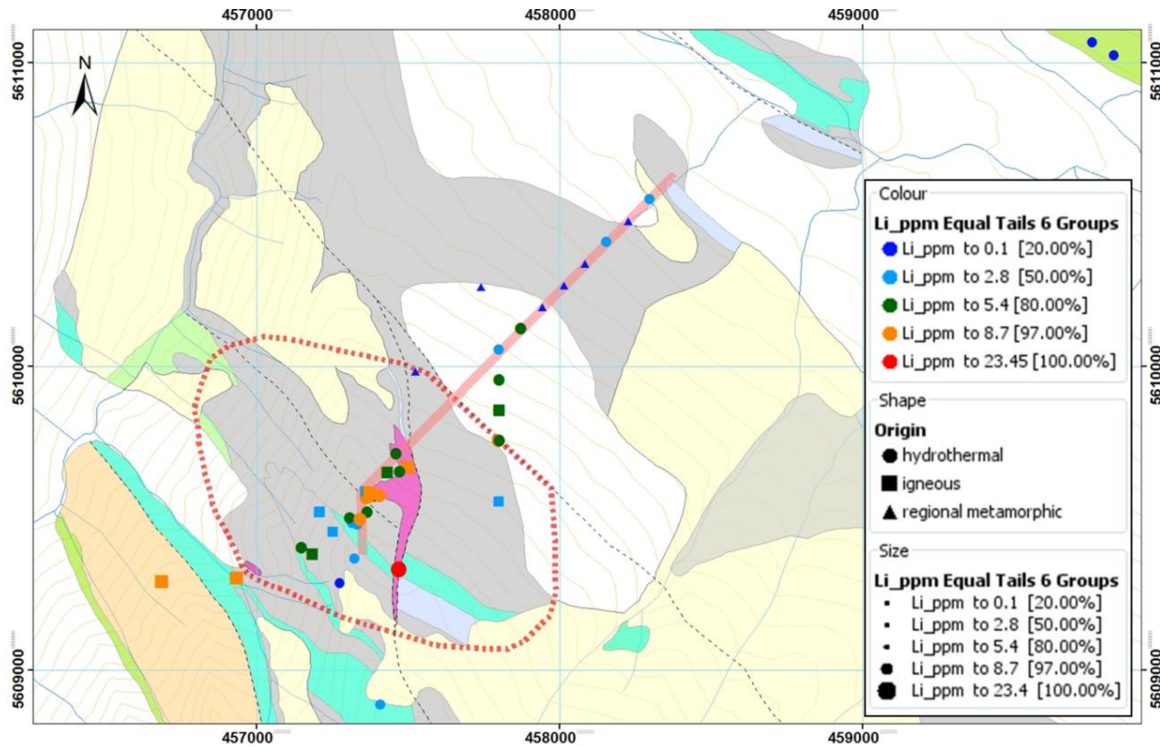 457000 458000 459000
N
5611000 5611000
Colour
Li_ppm Equal Tails 6 Groups
Li_ppm to 0.1 [20.00%]
Li_ppm to 2.8 [50.00%]
Li_ppm to 5.4 [80.00%]
Li_ppm to 8.7 [97.00%]
Li_ppm to 23.45 [100.00%]
5610000 5610000
Shape
Origin
hydrothermal
igneous
regional metamorphic
Size
Li_ppm Equal Tails 6 Groups
Li_ppm to 0.1 [20.00%]
Li_ppm to 2.8 [50.00%]
Li_ppm to 5.4 [80.00%]
Li_ppm to 8.7 [97.00%]
Li_ppm to 23.4 [100.00%]
5609000 5609000
457000 458000 459000